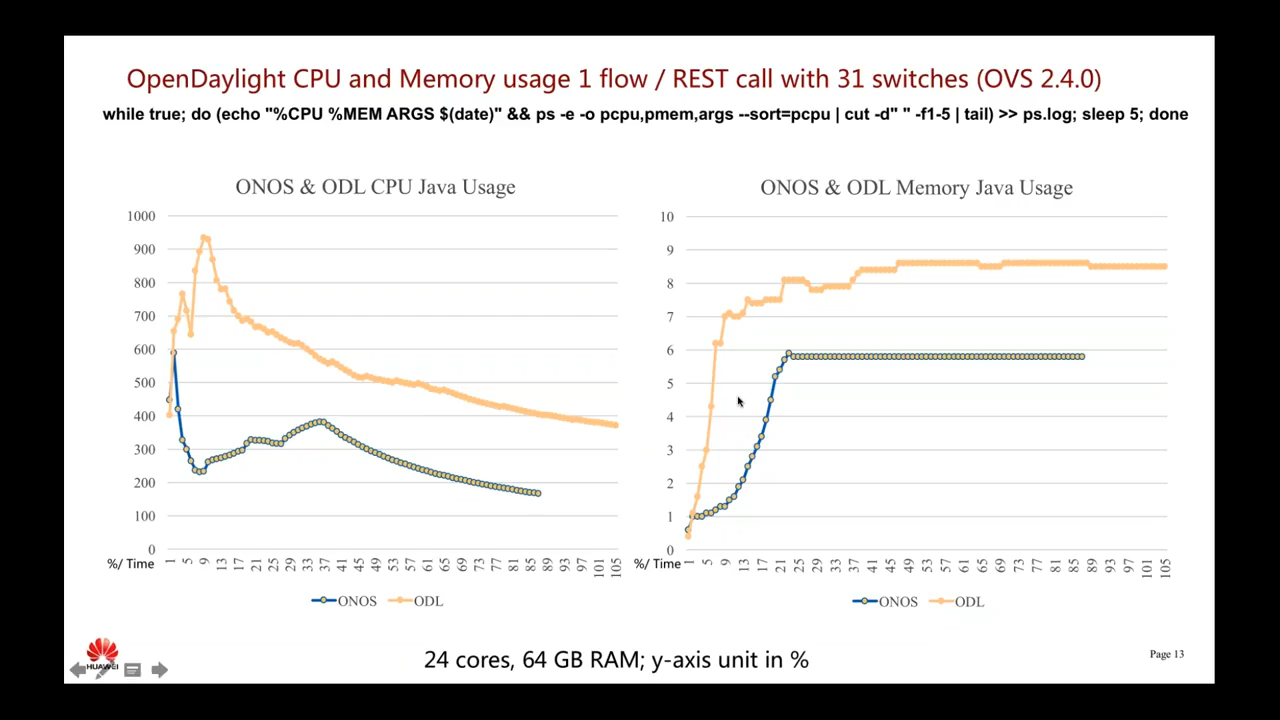 OpenDaylight CPU and Memory usage 1 flow / REST call with 31 switches (OVS 2.4.0)
while true; do (echo "%CPU %MEM ARGS $(date)" && ps -e -o pcpu,pmem,args --sort=pcpu | cut -d" " -f1-5 | tail) >> ps.log; sleep 5; done
ONOS & ODL CPU Java Usage
1000
900
800
700
600
500
400
300
200
100
0
%/ Time
1 5 9 13 17 21 25 29 33 37 41 45 49 53 57 61 65 69 73 77 81 85 89 93 97 101 105
ONOS ODL
ONOS & ODL Memory Java Usage
10
9
8
7
6
5
4
3
2
1
0
%/ Time
1 5 9 13 17 21 25 29 33 37 41 45 49 53 57 61 65 69 73 77 81 85 89 93 97 101 105
ONOS ODL
HUAWEI
24 cores, 64 GB RAM; y-axis unit in %
Page 13